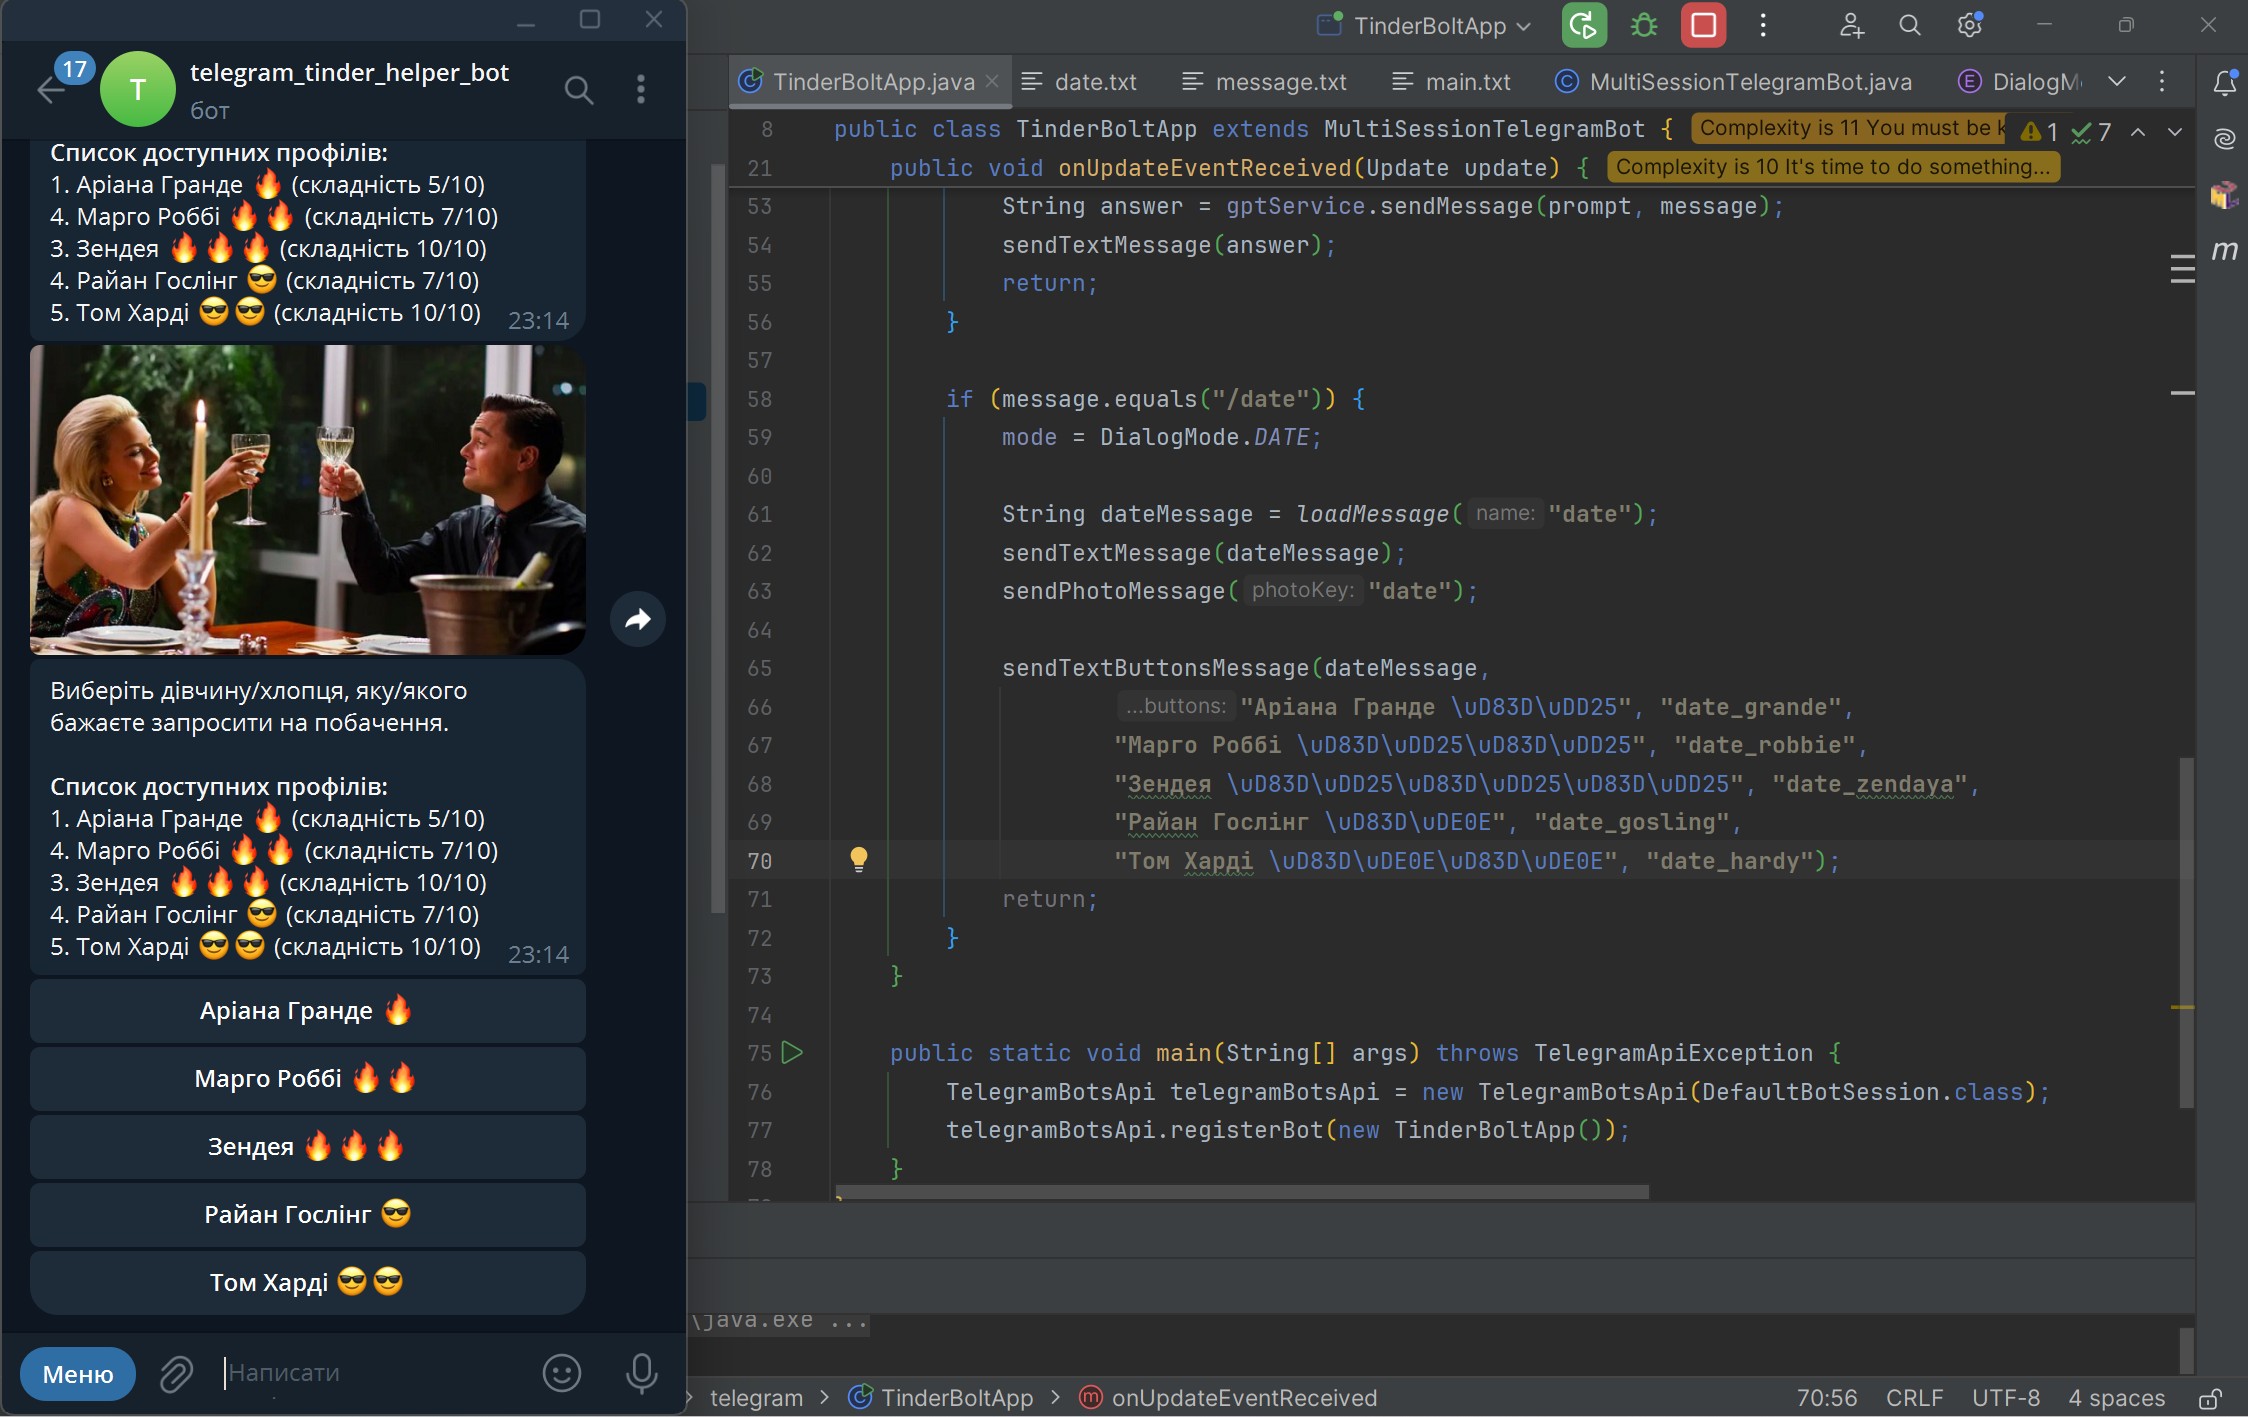 17
T
telegram_tinder_helper_bot
бот
Список доступних профілів:
1. Аріана Гранде 🔥 (складність 5/10)
4. Марго Роббі 🔥 🔥 (складність 7/10)
3. Зендея 🔥 🔥 🔥 (складність 10/10)
4. Райан Гослінг 😎 (складність 7/10)
5. Том Харді 😎 😎 (складність 10/10)
23:14
Виберіть дівчину/хлопця, яку/якого
бажаєте запросити на побачення.
Список доступних профілів:
1. Аріана Гранде 🔥 (складність 5/10)
4. Марго Роббі 🔥 🔥 (складність 7/10)
3. Зендея 🔥 🔥 🔥 (складність 10/10)
4. Райан Гослінг 😎 (складність 7/10)
5. Том Харді 😎 😎 (складність 10/10)
23:14
Аріана Гранде 🔥
Марго Роббі 🔥 🔥
Зендея 🔥 🔥 🔥
Райан Гослінг 😎
Том Харді 😎 😎
Меню
Написати
TinderBoltApp
TinderBoltApp.java
date.txt
message.txt
main.txt
MultiSessionTelegramBot.java
DialogM
8 public class TinderBoltApp extends MultiSessionTelegramBot { Complexity is 11 You must be k
1 7
21 public void onUpdateEventReceived(Update update) { Complexity is 10 It's time to do something...
53 String answer = gptService.sendMessage(prompt, message);
54 sendTextMessage(answer);
55 return;
56 }
57
58 if (message.equals("/date")) {
59 mode = DialogMode.DATE;
60
61 String dateMessage = loadMessage( name: "date");
62 sendTextMessage(dateMessage);
63 sendPhotoMessage( photoKey: "date");
64
65 sendTextButtonsMessage(dateMessage,
66 ...buttons: "Аріана Гранде \uD83D\uDD25", "date_grande",
67 "Марго Роббі \uD83D\uDD25\uD83D\uDD25", "date_robbie",
68 "Зендея \uD83D\uDD25\uD83D\uDD25\uD83D\uDD25", "date_zendaya",
69 "Райан Гослінг \uD83D\uDE0E", "date_gosling",
70 "Том Харді \uD83D\uDE0E\uD83D\uDE0E", "date_hardy");
71 return;
72 }
73 }
74
75 public static void main(String[] args) throws TelegramApiException {
76 TelegramBotsApi telegramBotsApi = new TelegramBotsApi(DefaultBotSession.class);
77 telegramBotsApi.registerBot(new TinderBoltApp());
78 }
m
\java.exe ...
telegram > TinderBoltApp > m onUpdateEventReceived
70:56 CRLF UTF-8 4 spaces